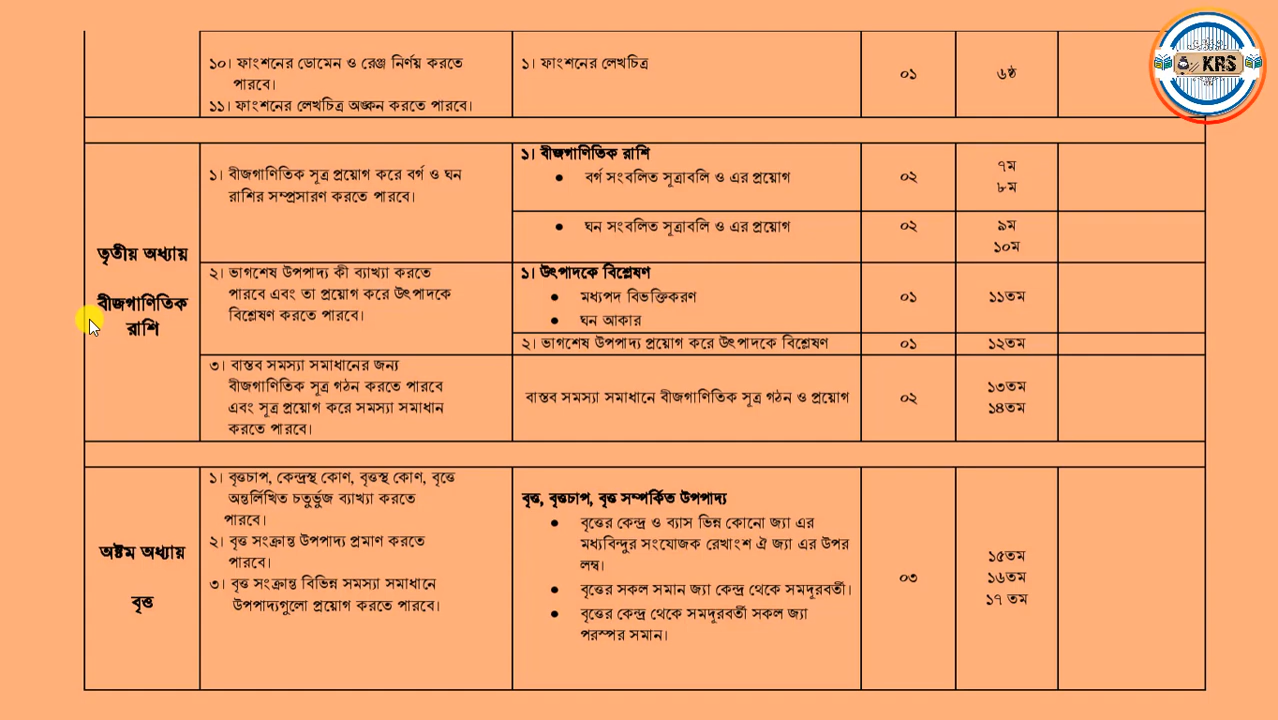 ১০। ফাংশনের ডোমেন ও রেঞ্জ নির্ণয় করতে
পারবে।
১১। ফাংশনের লেখচিত্র অঙ্কন করতে পারবে।
১। ফাংশনের লেখচিত্র
০১
৬ষ্ঠ
KRS
তৃতীয় অধ্যায়
বীজগাণিতিক
রাশি
১। বীজগাণিতিক সূত্র প্রয়োগ করে বর্গ ও ঘন
রাশির সম্প্রসারণ করতে পারবে।
১। বীজগাণিতিক রাশি
● বর্গ সংবলিত সূত্রাবলি ও এর প্রয়োগ
০২
৭ম
৮ম
● ঘন সংবলিত সূত্রাবলি ও এর প্রয়োগ
০২
৯ম
১০ম
২। ভাগশেষ উপপাদ্য কী ব্যাখ্যা করতে
পারবে এবং তা প্রয়োগ করে উৎপাদকে
বিশ্লেষণ করতে পারবে।
১। উৎপাদকে বিশ্লেষণ
● মধ্যপদ বিভক্তিকরণ
● ঘন আকার
০১
১১তম
২। ভাগশেষ উপপাদ্য প্রয়োগ করে উৎপাদকে বিশ্লেষণ
০১
১২তম
৩। বাস্তব সমস্যা সমাধানের জন্য
বীজগাণিতিক সূত্র গঠন করতে পারবে
এবং সূত্র প্রয়োগ করে সমস্যা সমাধান
করতে পারবে।
বাস্তব সমস্যা সমাধানে বীজগাণিতিক সূত্র গঠন ও প্রয়োগ
০২
১৩তম
১৪তম
অষ্টম অধ্যায়
বৃত্ত
১। বৃত্তচাপ, কেন্দ্রস্থ কোণ, বৃত্তস্থ কোণ, বৃত্তে
অন্তর্লিখিত চতুর্ভুজ ব্যাখ্যা করতে
পারবে।
২। বৃত্ত সংক্রান্ত উপপাদ্য প্রমাণ করতে
পারবে।
৩। বৃত্ত সংক্রান্ত বিভিন্ন সমস্যা সমাধানে
উপপাদ্যগুলো প্রয়োগ করতে পারবে।
বৃত্ত, বৃত্তচাপ, বৃত্ত সম্পর্কিত উপপাদ্য
● বৃত্তের কেন্দ্র ও ব্যাস ভিন্ন কোনো জ্যা এর
মধ্যবিন্দুর সংযোজক রেখাংশ ঐ জ্যা এর উপর
লম্ব।
● বৃত্তের সকল সমান জ্যা কেন্দ্র থেকে সমদূরবর্তী।
● বৃত্তের কেন্দ্র থেকে সমদূরবর্তী সকল জ্যা
পরস্পর সমান।
০৩
১৫তম
১৬তম
১৭ তম